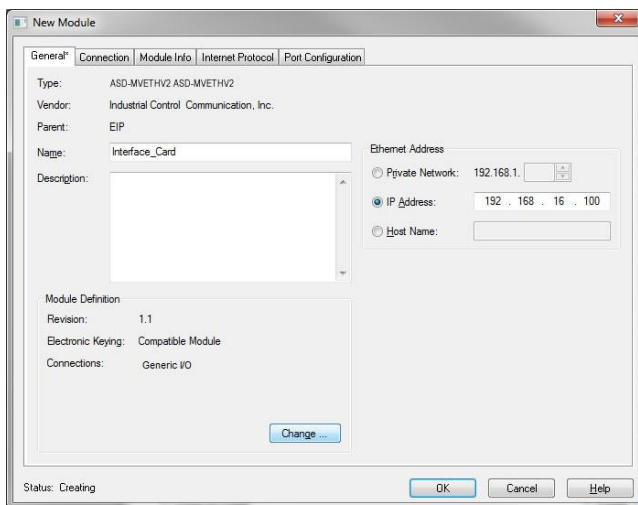 New Module
General* Connection Module Info Internet Protocol Port Configuration
Type: ASD-MVETHV2 ASD-MVETHV2
Vendor: Industrial Control Communication, Inc.
Parent: EIP
Name: Interface_Card
Description:
Ethernet Address
Private Network: 192.168.1.
IP Address: 192 . 168 . 16 . 100
Host Name:
Module Definition
Revision: 1.1
Electronic Keying: Compatible Module
Connections: Generic I/O
Change ...
Status: Creating
OK Cancel Help